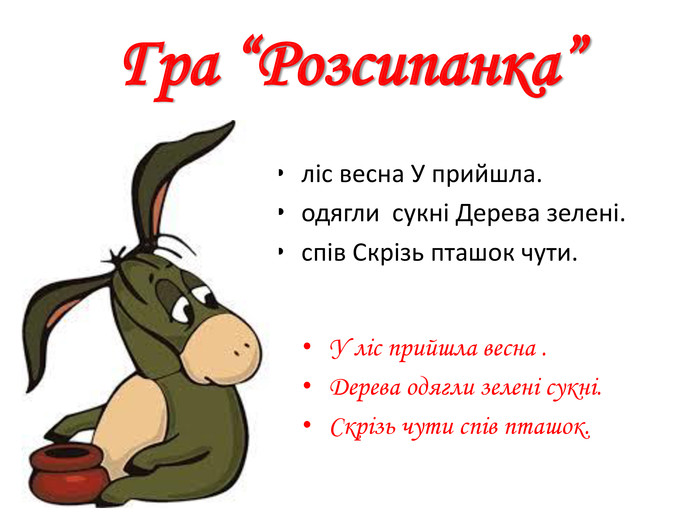 Гра “Розсипанка”
• ліс весна У прийшла.
• одягли сукні Дерева зелені.
• спів Скрізь пташок чути.
• У ліс прийшла весна .
• Дерева одягли зелені сукні.
• Скрізь чути спів пташок.